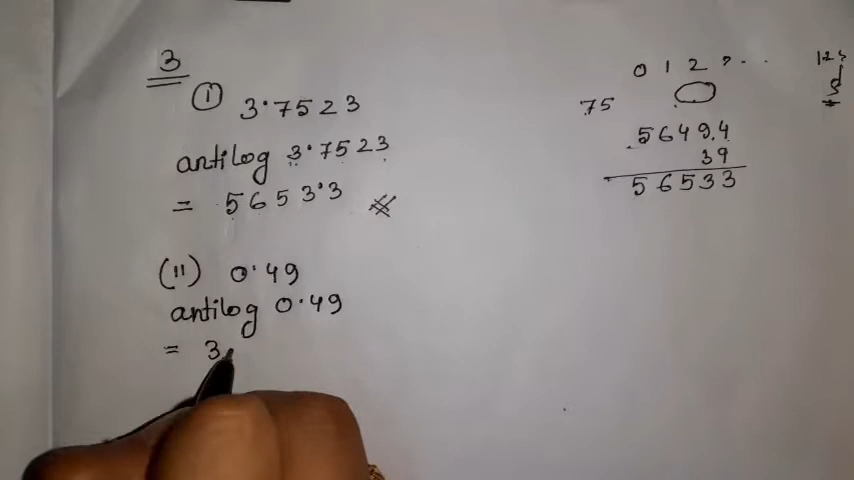 3
(i) 3.7523
antilog 3.7523
= 5653.3
(ii) 0.49
antilog 0.49
= 3.
0 1 2
75
.5649.4
39
56533